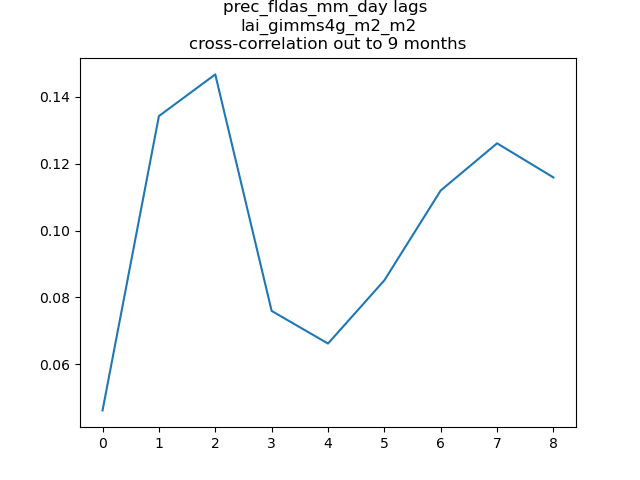 prec_fldas_mm_day lags
lai_gimms4g_m2_m2
cross-correlation out to 9 months
0.14
0.12
0.10
0.08
0.06
0 1 2 3 4 5 6 7 8